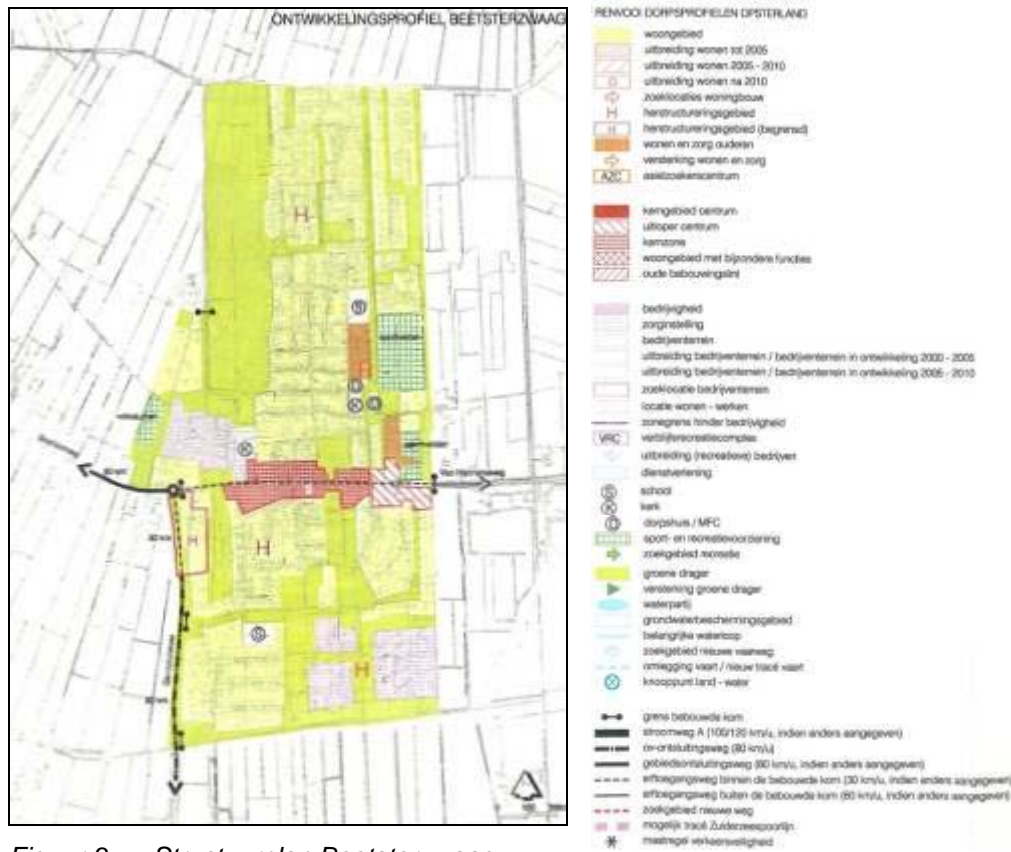 ONTWIKKELINGSPROFIEL BEETSTERZWAAG
H
S
H
K
K
Van Harinxmaweg
60 km
H
H
S
H
RENVOOI DORPSPROFIELEN OPSTERLAND
woongebied
uitbreiding wonen tot 2005
uitbreiding wonen 2005 - 2010
uitbreiding wonen na 2010
zoeklocaties woningbouw
H herstructureringsgebied
H herstructureringsgebied (begrensd)
wonen en zorg ouderen
versterking wonen en zorg
AZC asielzoekerscentrum
kerngebied centrum
uitloper centrum
kernzone
woongebied met bijzondere functies
oude bebouwingslint
bedrijvigheid
zorginstelling
bedrijventerrein
uitbreiding bedrijventerrein / bedrijventerrein in ontwikkeling 2000 - 2005
uitbreiding bedrijventerrein / bedrijventerrein in ontwikkeling 2005 - 2010
zoeklocatie bedrijventerrein
locatie wonen - werken
zonegrens hinder bedrijvigheid
VRC verblijfsrecreatiecomplex
uitbreiding (recreatieve) bedrijven
dienstverlening
S school
K kerk
D dorpshuis / MFC
sport- en recreatievoorziening
zoekgebied recreatie
groene drager
versterking groene drager
waterpartij
grondwaterbeschermingsgebied
belangrijke waterloop
zoekgebied nieuwe vaarweg
omlegging vaart / nieuw tracé vaart
knooppunt land - water
grens bebouwde kom
stroomweg A (100/120 km/u, indien anders aangegeven)
ov-ontsluitingsweg (80 km/u)
gebiedsontsluitingsweg (80 km/u, indien anders aangegeven)
erftoegangsweg binnen de bebouwde kom (30 km/u, indien anders aangegeven)
erftoegangsweg buiten de bebouwde kom (60 km/u, indien anders aangegeven)
zoekgebied nieuwe weg
mogelijk tracé Zuiderzeespoorlijn
maatregel verkeersveiligheid